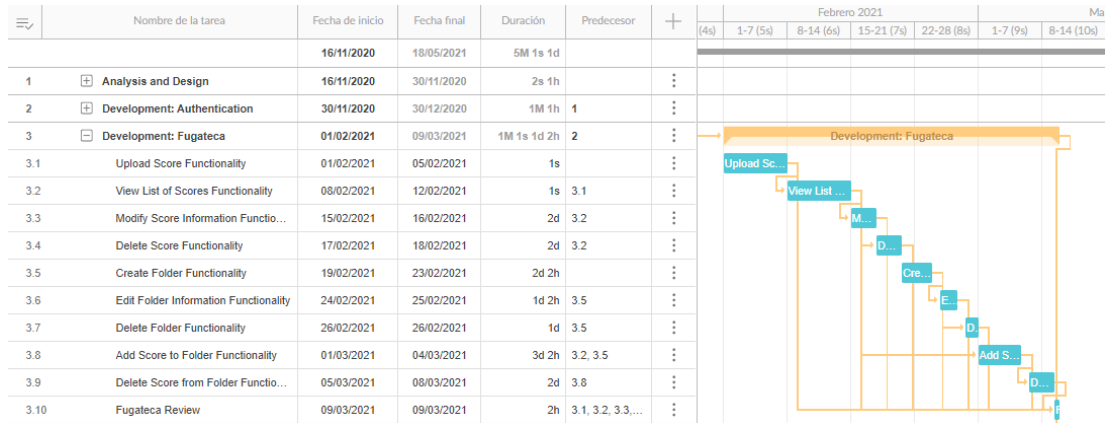 Febrero 2021 Ma
Nombre de la tarea Fecha de inicio Fecha final Duración Predecesor
(4s) 1-7 (5s) 8-14 (6s) 15-21 (7s) 22-28 (8s) 1-7 (9s) 8-14 (10s)
16/11/2020 18/05/2021 5M 1s 1d
1 Analysis and Design 16/11/2020 30/11/2020 2s 1h
2 Development: Authentication 30/11/2020 30/12/2020 1M 1h 1
3 Development: Fugateca 01/02/2021 09/03/2021 1M 1s 1d 2h 2 Development: Fugateca
3.1 Upload Score Functionality 01/02/2021 05/02/2021 1s Upload Sc...
3.2 View List of Scores Functionality 08/02/2021 12/02/2021 1s 3.1 View List ...
3.3 Modify Score Information Functio... 15/02/2021 16/02/2021 2d 3.2 M...
3.4 Delete Score Functionality 17/02/2021 18/02/2021 2d 3.2 D...
3.5 Create Folder Functionality 19/02/2021 23/02/2021 2d 2h Cre...
3.6 Edit Folder Information Functionality 24/02/2021 25/02/2021 1d 2h 3.5 E...
3.7 Delete Folder Functionality 26/02/2021 26/02/2021 1d 3.5 D
3.8 Add Score to Folder Functionality 01/03/2021 04/03/2021 3d 2h 3.2, 3.5 Add S...
3.9 Delete Score from Folder Functio... 05/03/2021 08/03/2021 2d 3.8 D...
3.10 Fugateca Review 09/03/2021 09/03/2021 2h 3.1, 3.2, 3.3,...